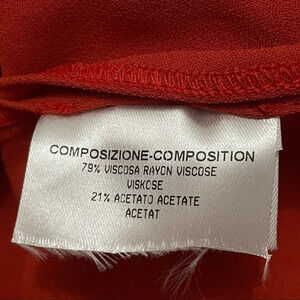 COMPOSIZIONE-COMPOSITION
79% VISCOSA RAYON VISCOSE
VISKOSE
21% ACETATO ACETATE
ACETAT